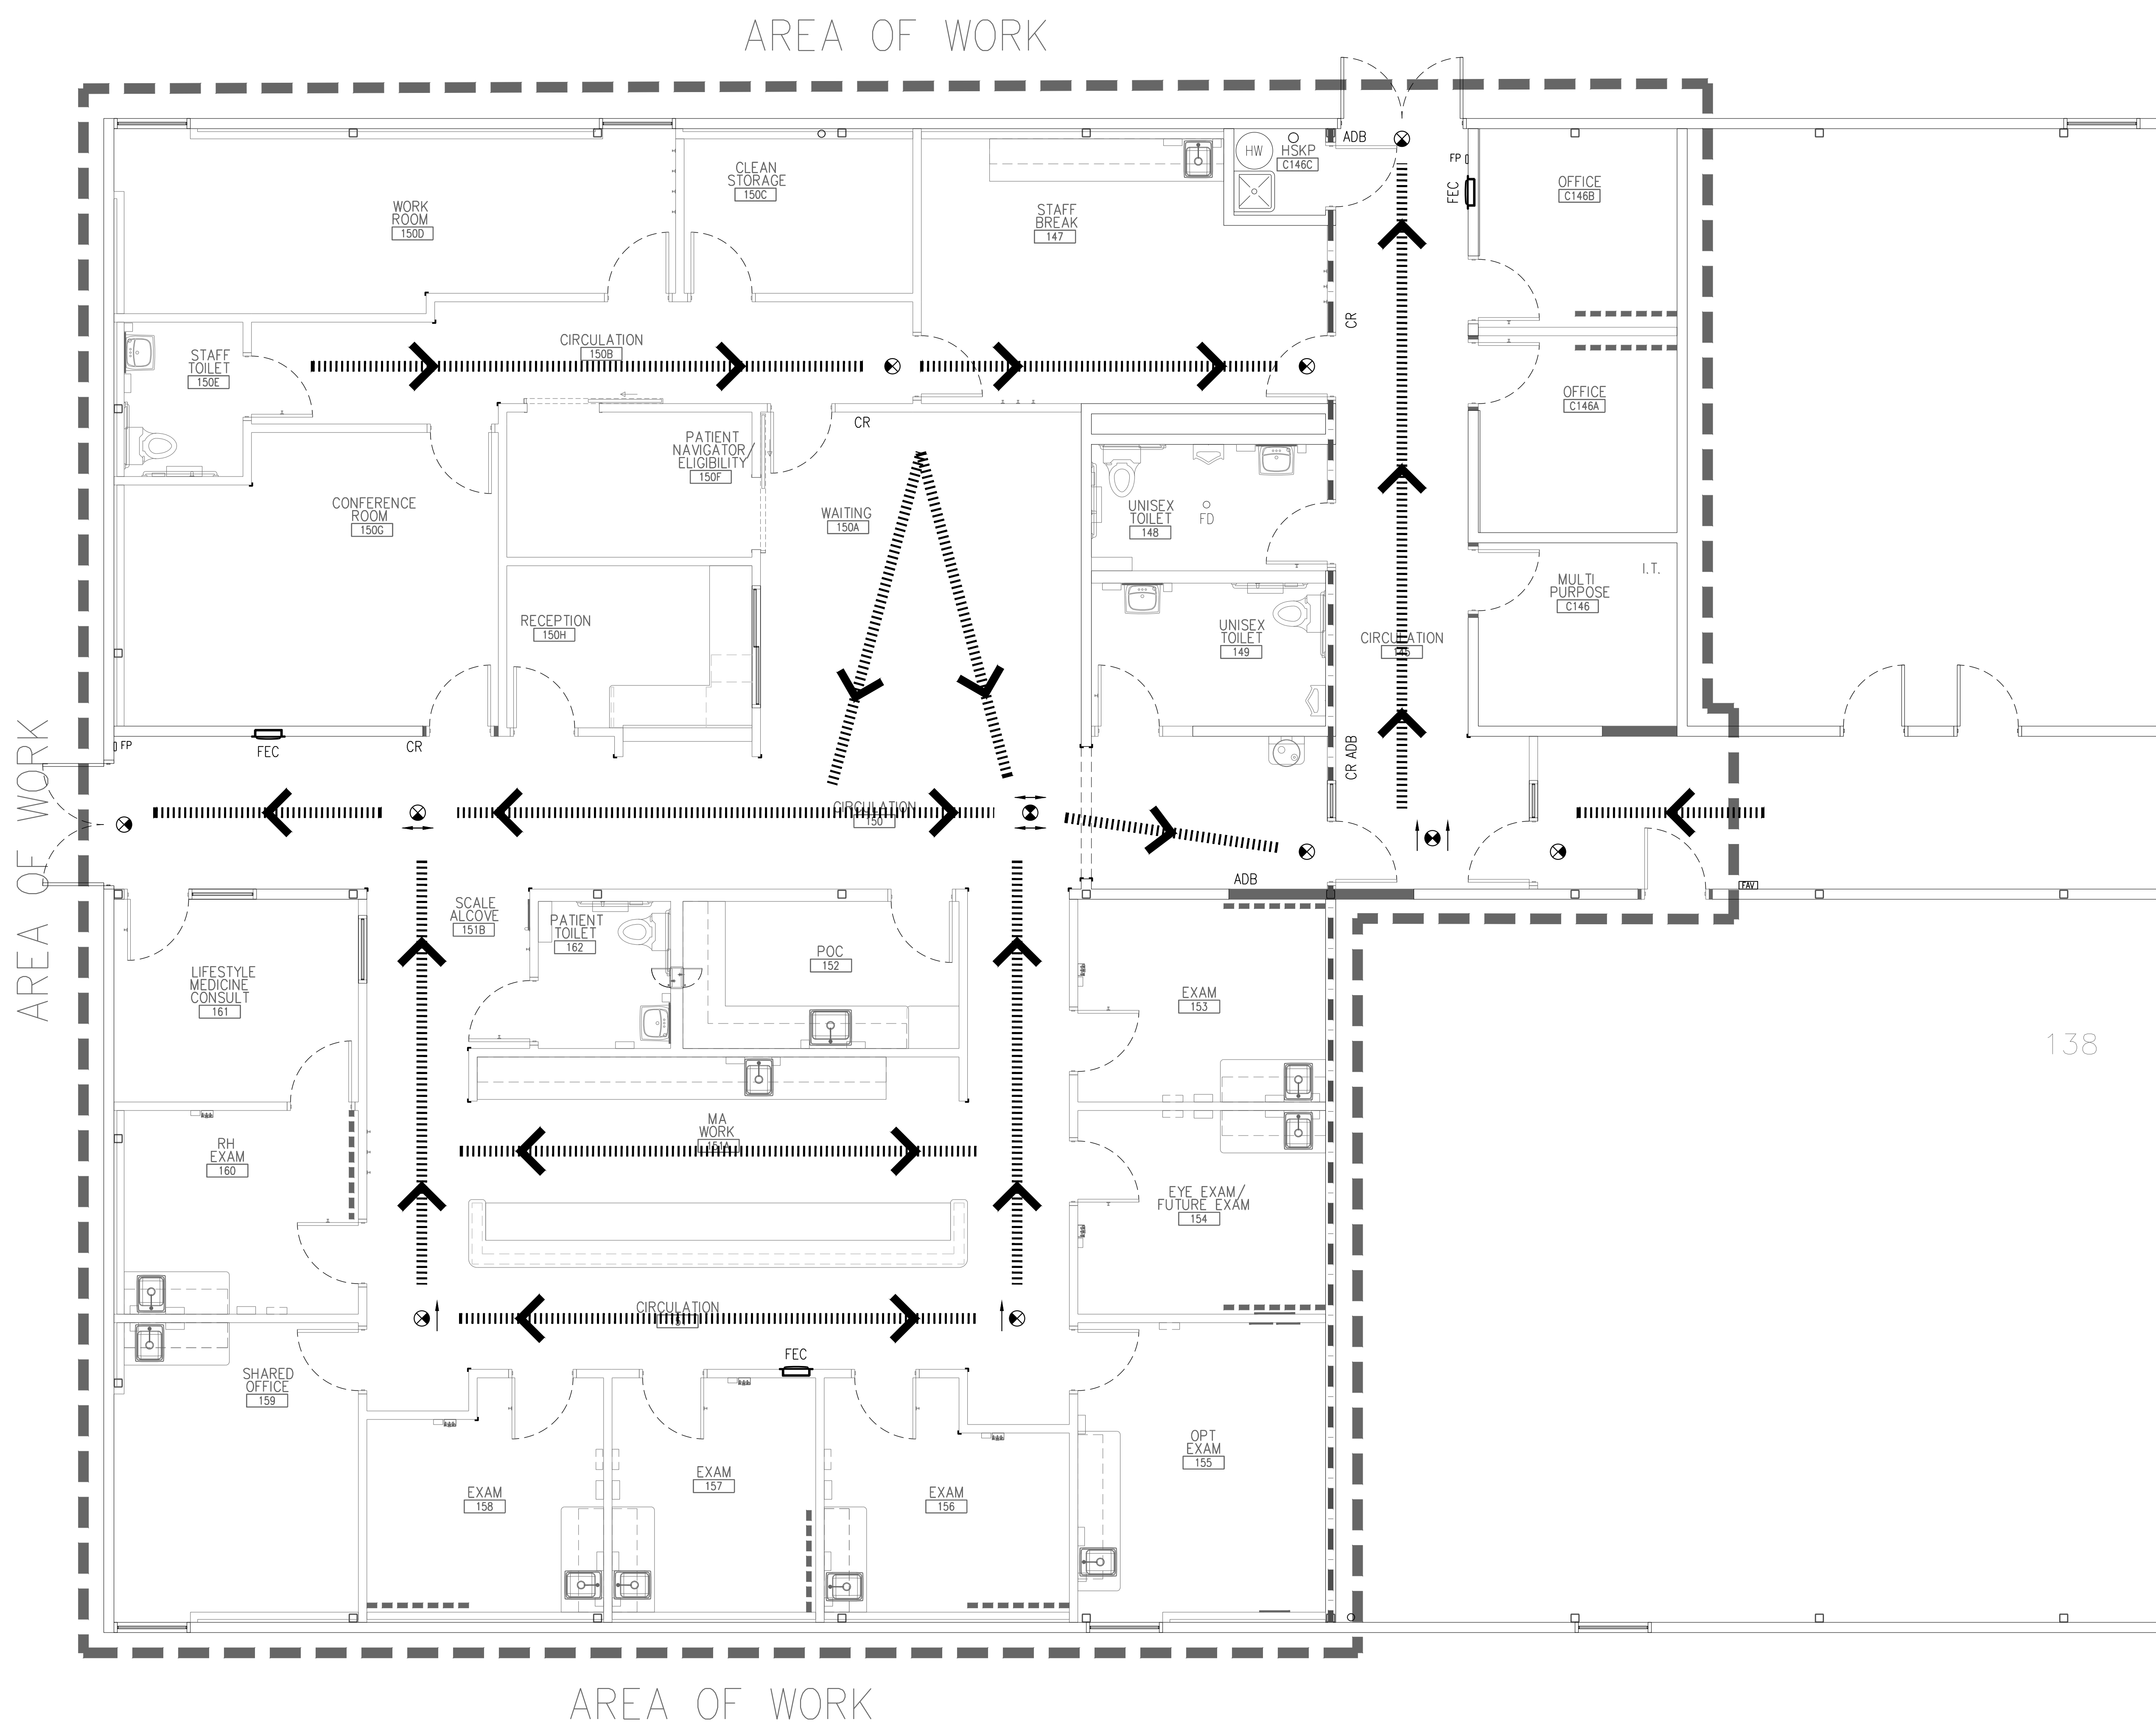 AREA OF WORK
ADB
HW
HSKP
C146C
FP
FEC
OFFICE
C146B
CLEAN
STORAGE
150C
WORK
ROOM
150D
STAFF
BREAK
147
CR
CIRCULATION
150B
STAFF
TOILET
150E
OFFICE
C146A
CR
PATIENT
NAVIGATOR/
ELIGIBILITY
150F
CONFERENCE
ROOM
150G
WAITING
150A
UNISEX
TOILET
148
FD
I.T.
MULTI
PURPOSE
C146
RECEPTION
150H
UNISEX
TOILET
149
CIRCULATION
145
AREA OF WORK
FP
FEC
CR
CR ADB
CIRCULATION
150
ADB
FAV
SCALE
ALCOVE
151B
PATIENT
TOILET
162
POC
152
LIFESTYLE
MEDICINE
CONSULT
161
EXAM
153
138
MA
WORK
151A
RH
EXAM
160
EYE EXAM/
FUTURE EXAM
154
CIRCULATION
151
FEC
SHARED
OFFICE
159
OPT
EXAM
155
EXAM
158
EXAM
157
EXAM
156
AREA OF WORK